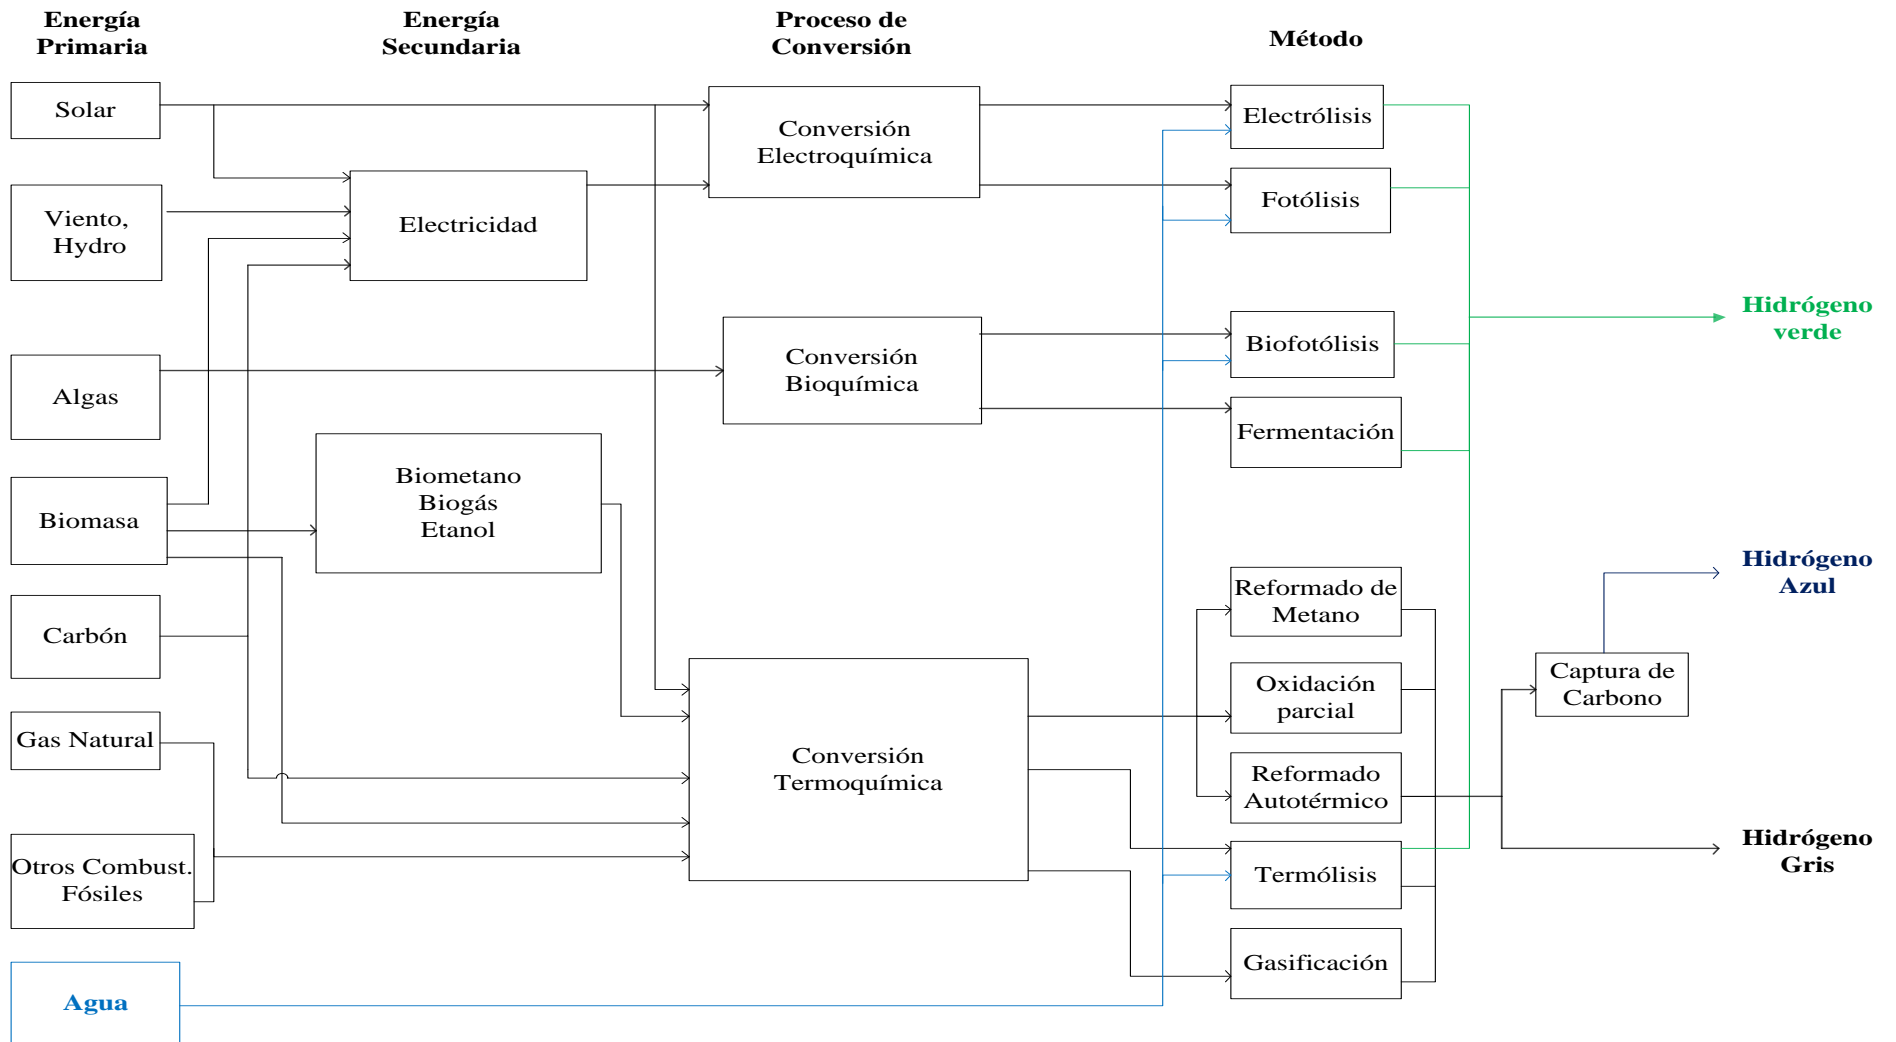 Energía
Primaria
Energía
Secundaria
Proceso de
Conversión
Método
Solar
Viento,
Hydro
Algas
Biomasa
Carbón
Gas Natural
Otros Combust.
Fósiles
Agua
Electricidad
Biometano
Biogás
Etanol
Conversión
Electroquímica
Conversión
Bioquímica
Conversión
Termoquímica
Electrólisis
Fotólisis
Biofotólisis
Fermentación
Reformado de
Metano
Oxidación
parcial
Reformado
Autotérmico
Termólisis
Gasificación
Captura de
Carbono
Hidrógeno
verde
Hidrógeno
Azul
Hidrógeno
Gris